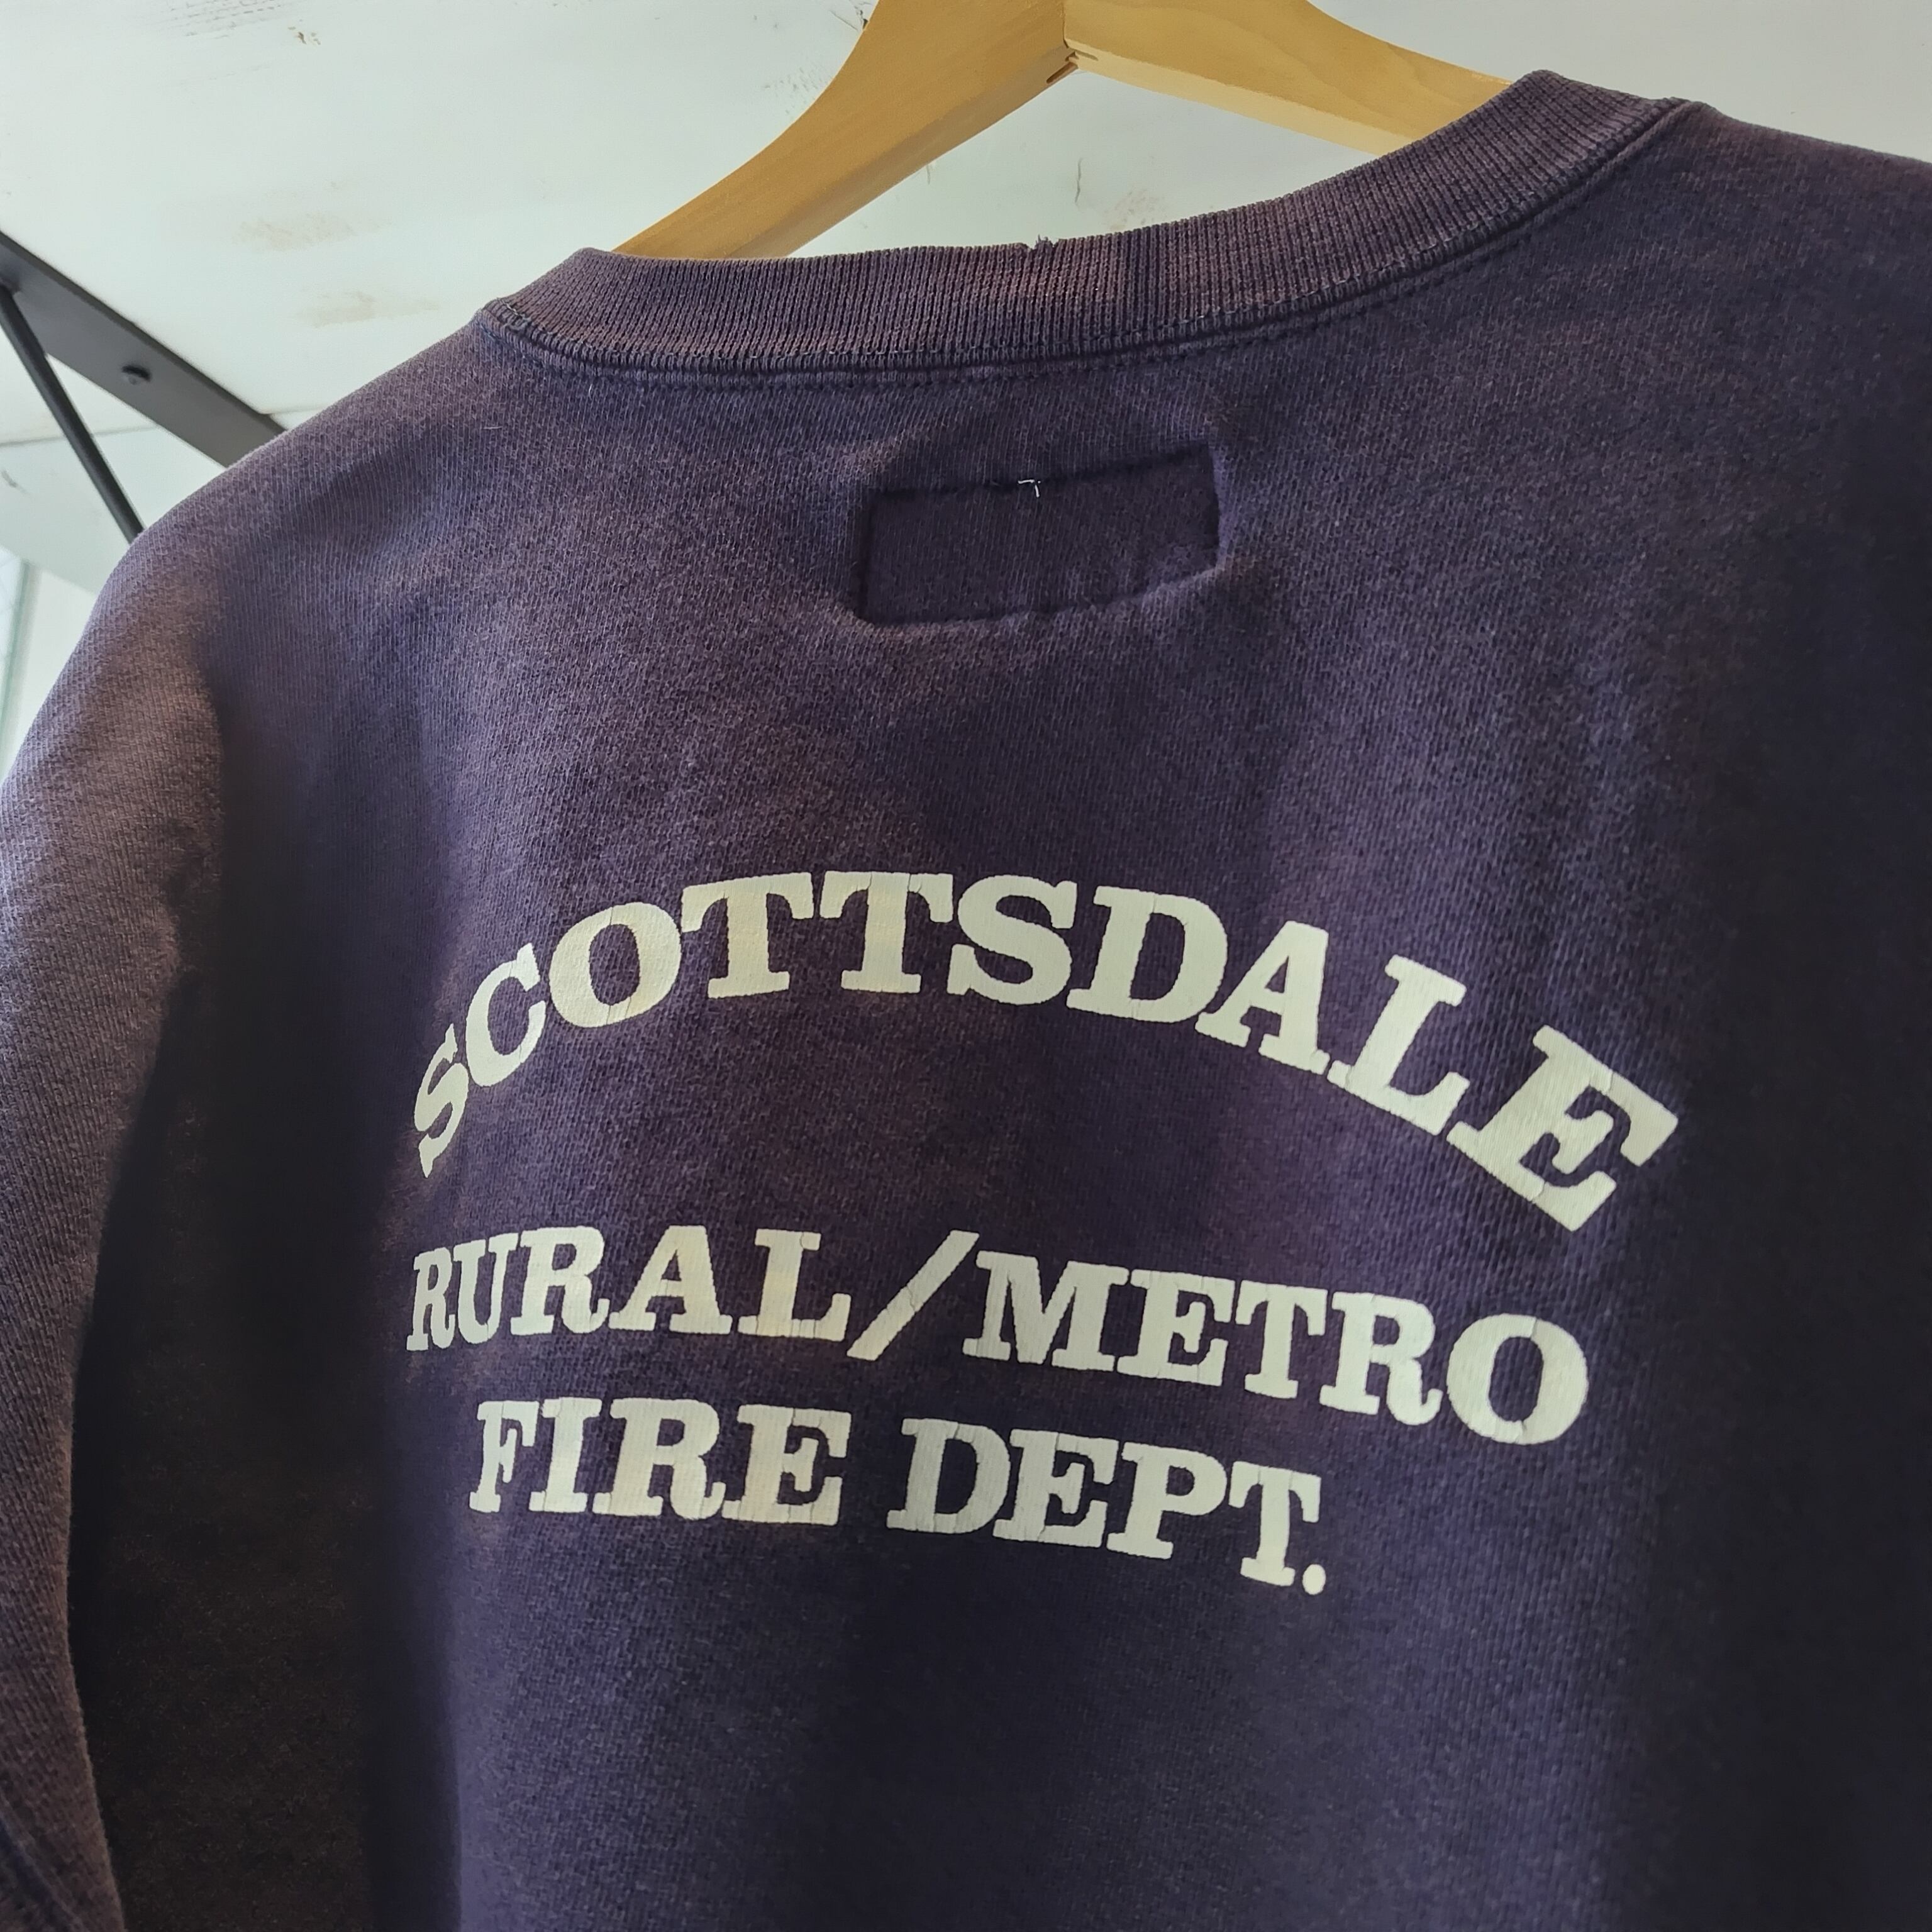 SCOTTSDALE
RURAL/METRO
FIRE DEPT.